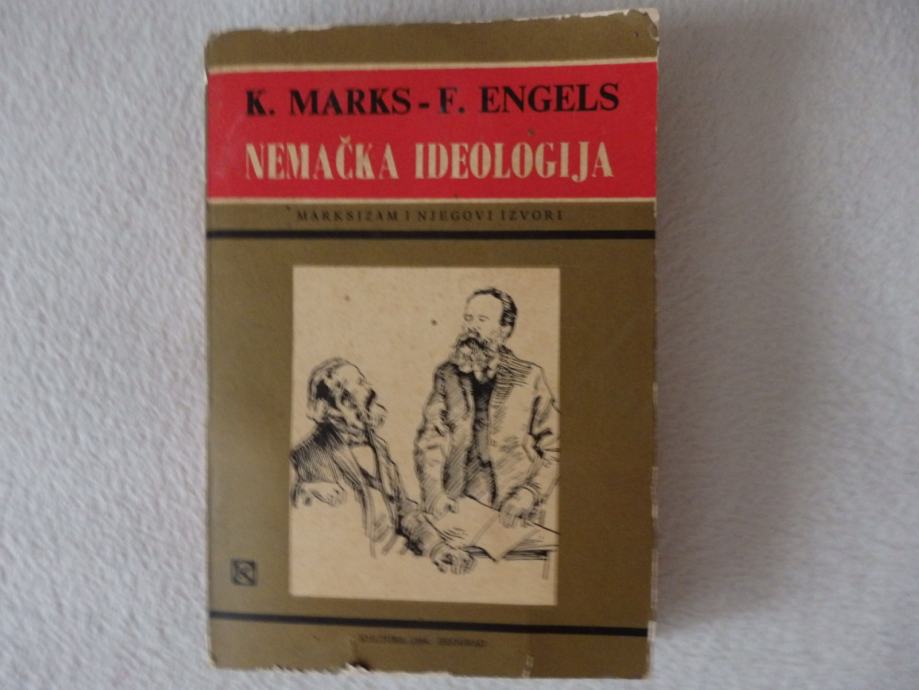 K. MARKS - F. ENGELS
NEMAČKA IDEOLOGIJA
MARKSIZAM I NJEGOVI IZVORI